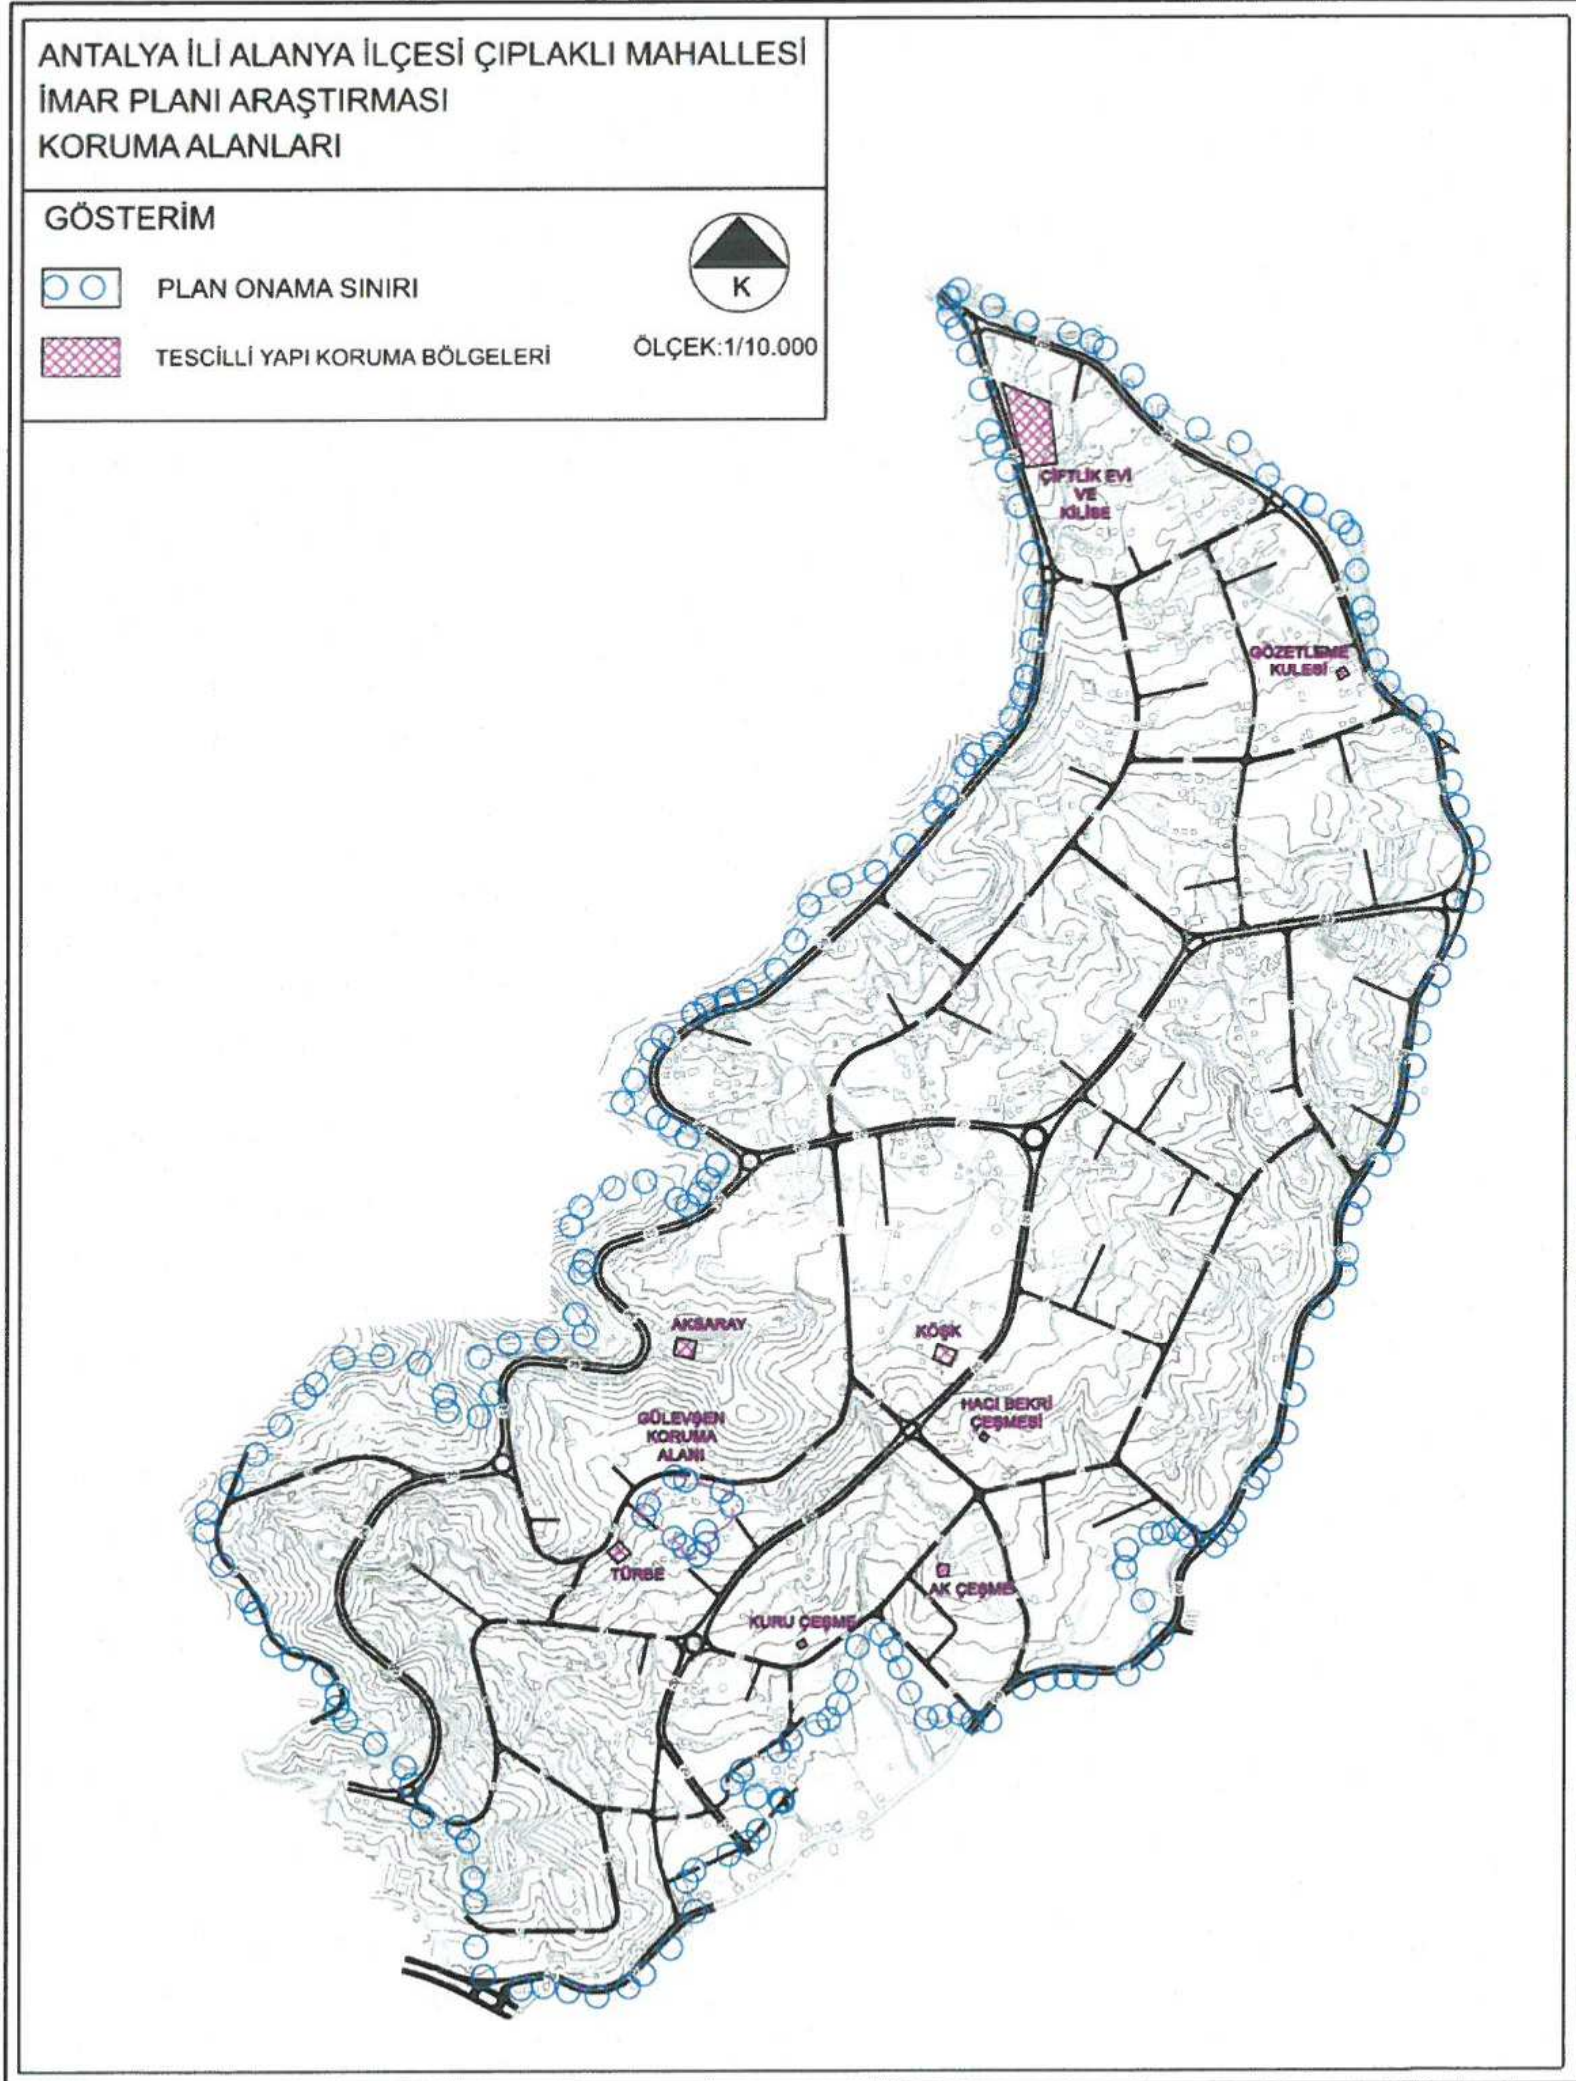 ANTALYA İLİ ALANYA İLÇESİ ÇIPLAKLI MAHALLESİ
İMAR PLANI ARAŞTIRMASI
KORUMA ALANLARI
GÖSTERİM
PLAN ONAMA SINIRI
TESCİLLİ YAPI KORUMA BÖLGELERİ
K
ÖLÇEK:1/10.000
ÇİFTLİK EVİ
VE
KİLİSE
GÖZETLEME
KULESİ
AKSARAY
KÖŞK
HACI BEKRİ
ÇEŞMESİ
GÜLEVŞEN
KORUMA
ALANI
TÜRBE
AK ÇEŞME
KURU ÇEŞME